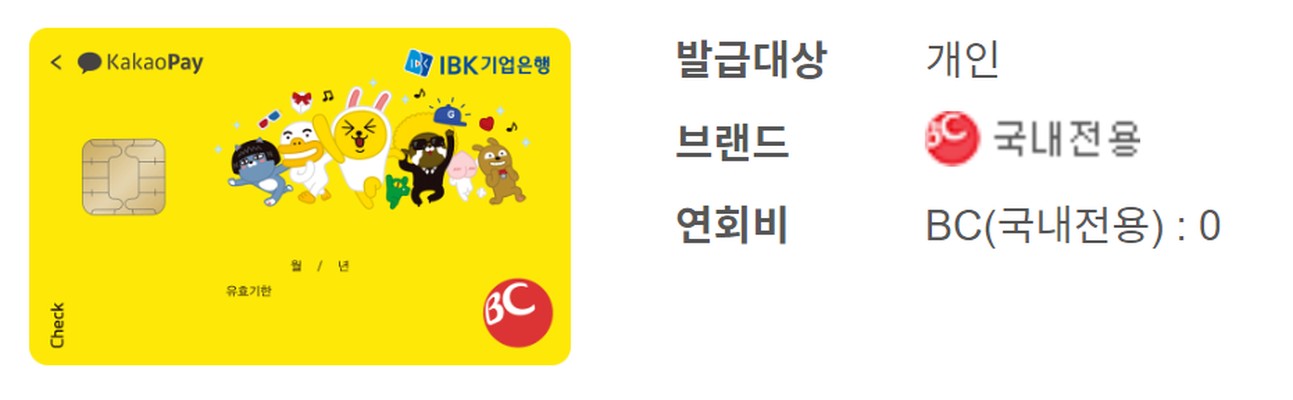 < KakaoPay
IBK기업은행
G
월 / 년
유효기한
Check
BC
발급대상 개인
브랜드 BC 국내전용
연회비 BC(국내전용) : 0